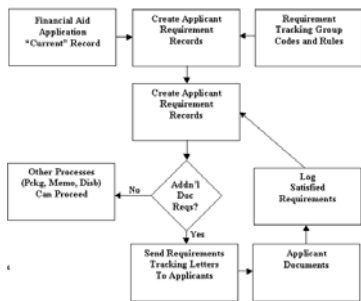 Financial Aid
Application
“Current” Record
Create Applicant
Requirement
Records
Requirement
Tracking Group
Codes and Rules
Create Applicant
Requirement
Records
Other Processes
(Pckg, Memo, Disb)
Can Proceed
No
Addn'l
Doc
Reqs?
Yes
Log
Satisfied
Requirements
Send Requirements
Tracking Letters
To Applicants
Applicant
Documents